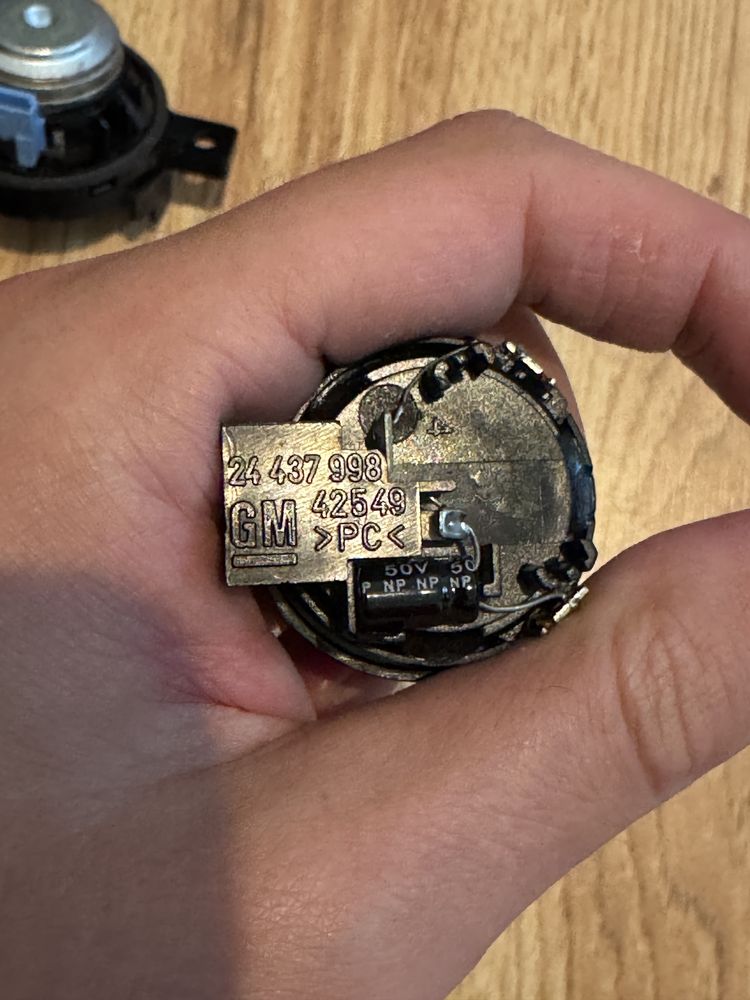 24 437 998
42549
GM >PC<
50V 50
P NP NP NP